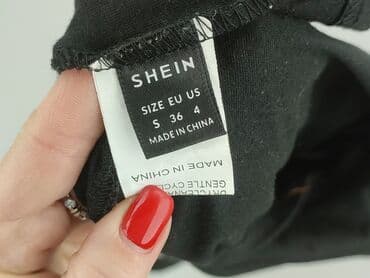 SHEIN
SIZE EU US
S 36 4
MADE IN CHINA
MADE IN CHINA
GENTLE CYCLE